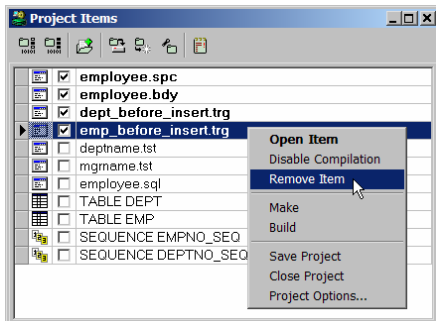 Project Items
employee.spc
employee.bdy
dept_before_insert.trg
emp_before_insert.trg
deptname.tst
mgrname.tst
employee.sql
TABLE DEPT
TABLE EMP
SEQUENCE EMPNO_SEQ
SEQUENCE DEPTNO_SEQ
Open Item
Disable Compilation
Remove Item
Make
Build
Save Project
Close Project
Project Options...